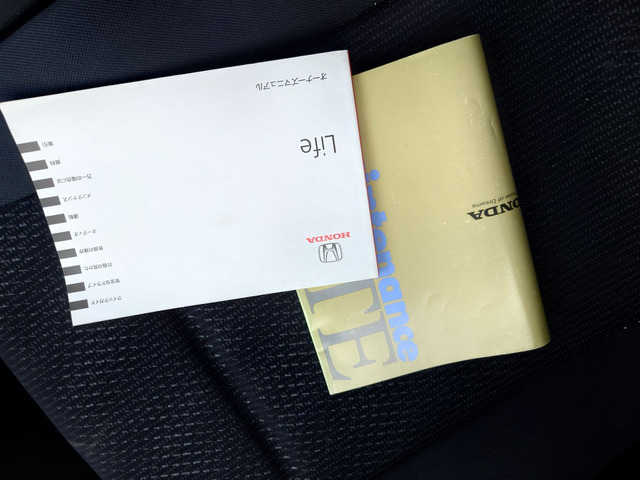 オーナーズマニュアル
Life
HONDA
クイックガイド
安全なドライブ
計器の見かた
各部の操作
オーディオ
運転
メンテナンス
万一の場合には
資料
索引
HONDA
of Dreams
intenance
TE